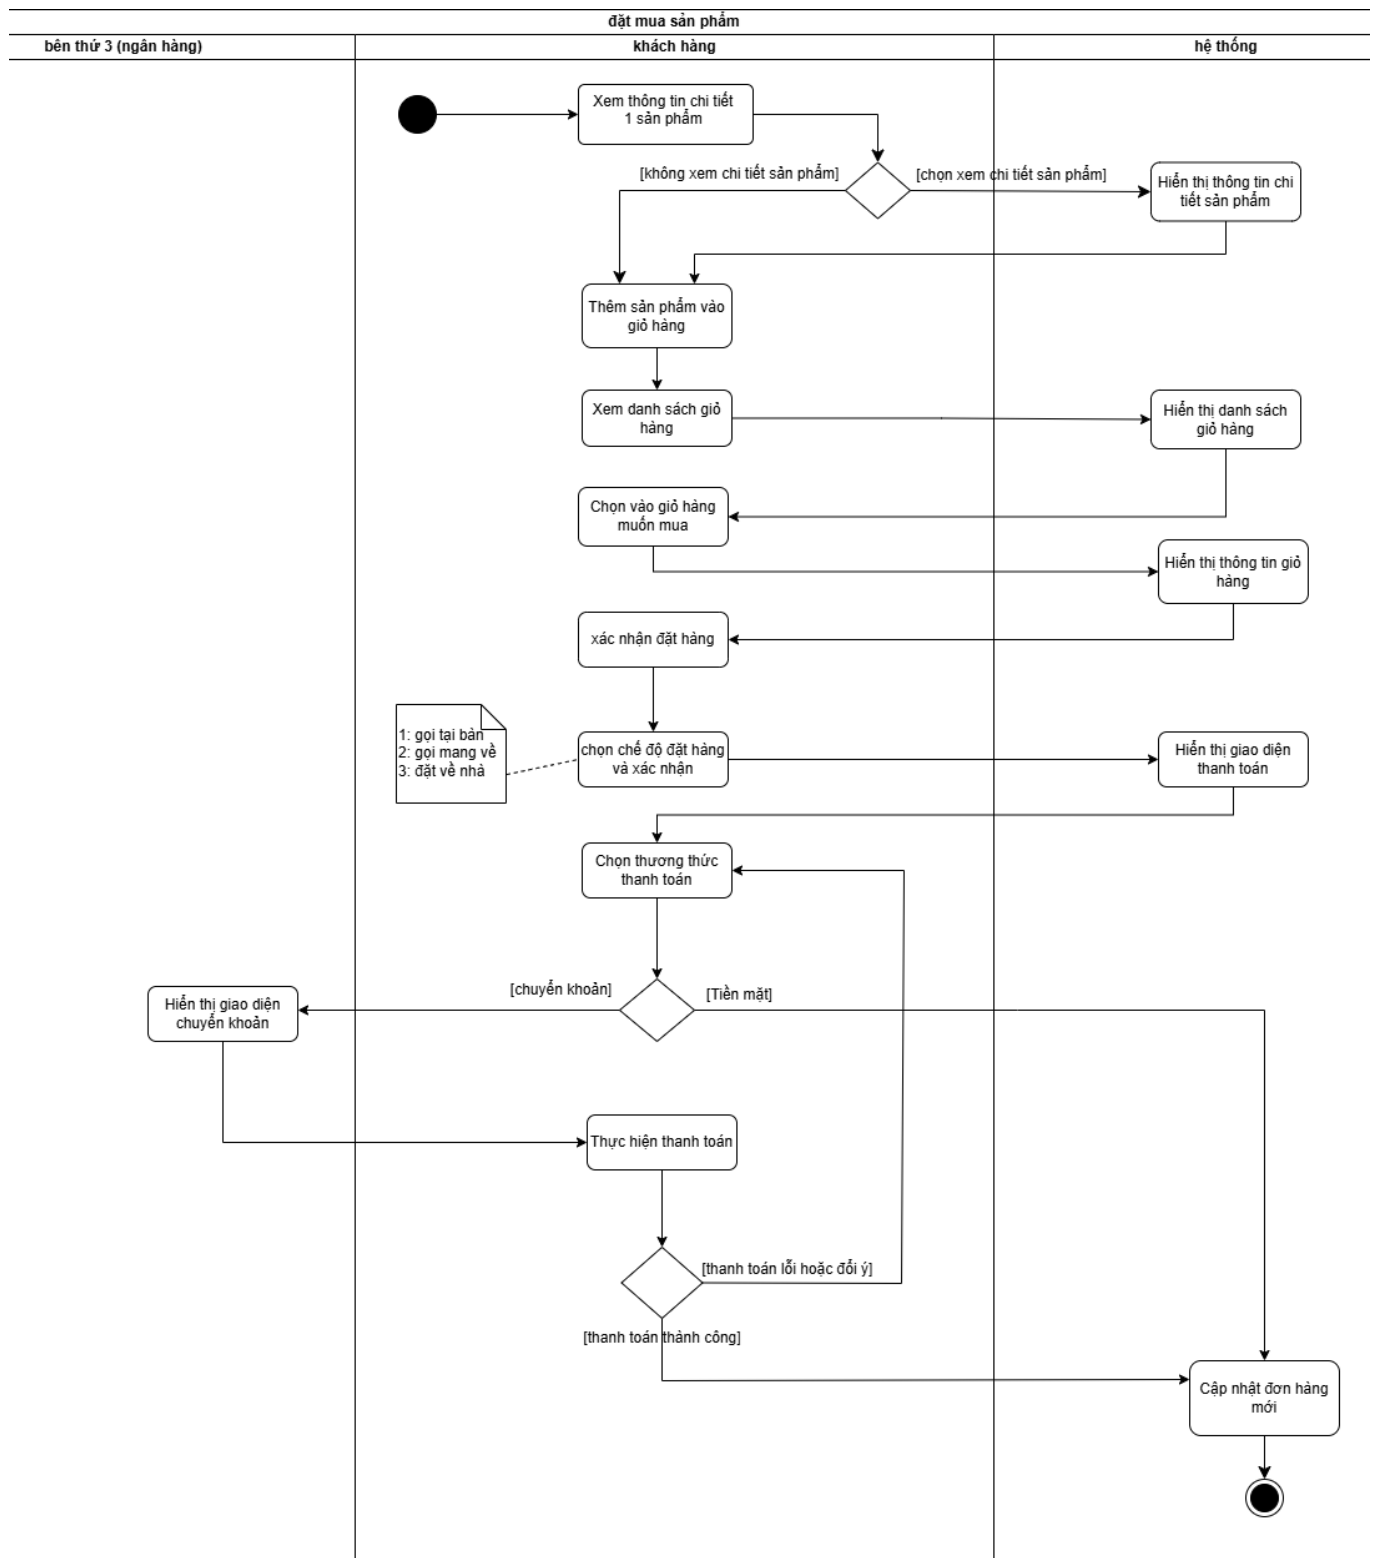 đặt mua sản phẩm
bên thứ 3 (ngân hàng)
khách hàng
hệ thống
Xem thông tin chi tiết
1 sản phẩm
[không xem chi tiết sản phẩm]
[chọn xem chi tiết sản phẩm]
Hiển thị thông tin chi
tiết sản phẩm
Thêm sản phẩm vào
giỏ hàng
Xem danh sách giỏ
hàng
Hiển thị danh sách
giỏ hàng
Chọn vào giỏ hàng
muốn mua
Hiển thị thông tin giỏ
hàng
xác nhận đặt hàng
1: gọi tại bàn
2: gọi mang về
3: đặt về nhà
chọn chế độ đặt hàng
và xác nhận
Hiển thị giao diện
thanh toán
Chọn thương thức
thanh toán
[chuyển khoản]
[Tiền mặt]
Hiển thị giao diện
chuyển khoản
Thực hiện thanh toán
[thanh toán lỗi hoặc đổi ý]
[thanh toán thành công]
Cập nhật đơn hàng
mới